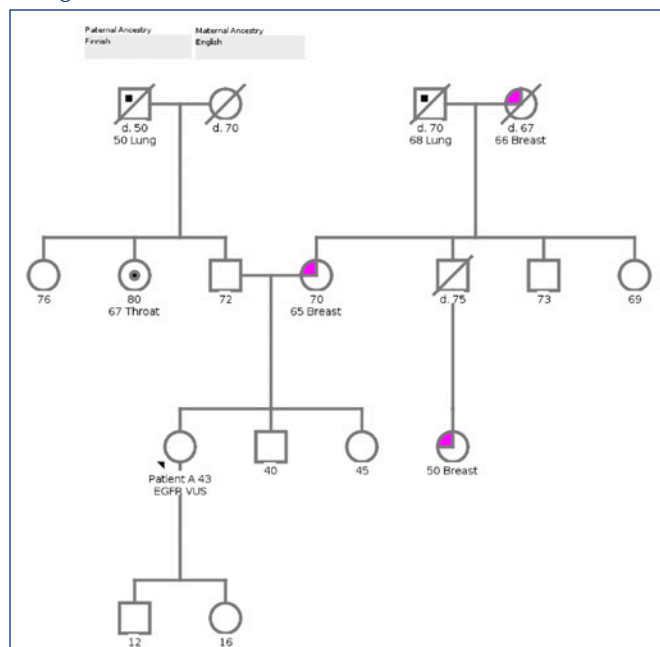 Paternal Ancestry
Finnish
Maternal Ancestry
English
d. 50
50 Lung
d. 70
d. 70
68 Lung
d. 67
66 Breast
76
80
67 Throat
72
70
65 Breast
d. 75
73
69
Patient A 43
EGFR VUS
40
45
50 Breast
12
16